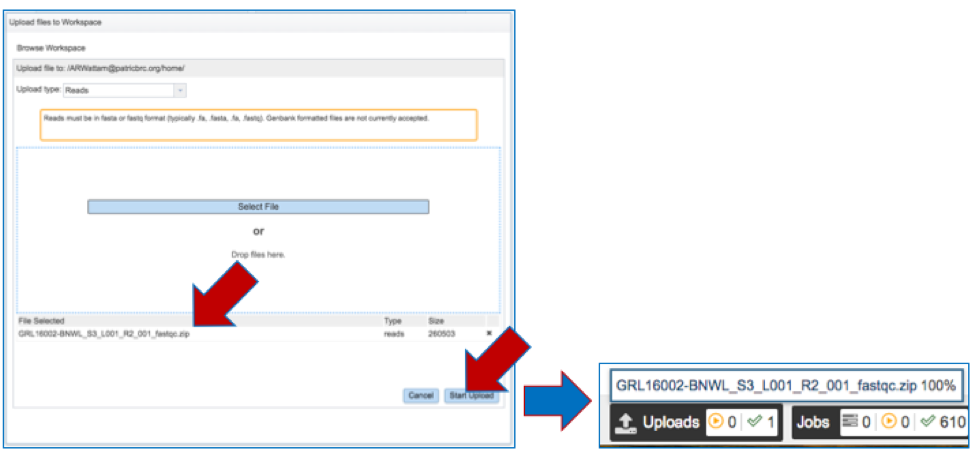 Upload files to Workspace
Browse Workspace
Upload file to: /ARWattam@patricbrc.org/home/
Upload type: Reads
Reads must be in fasta or fastq format (typically .fa, .fasta, .fa, .fastq). Genbank formatted files are not currently accepted.
Select File
or
Drop files here.
File Selected Type Size
GRL16002-BNWL_S3_L001_R2_001_fastqc.zip reads 260503 ×
Cancel Start Upload
GRL16002-BNWL_S3_L001_R2_001_fastqc.zip 100%
Uploads 0 1 Jobs 0 0 610